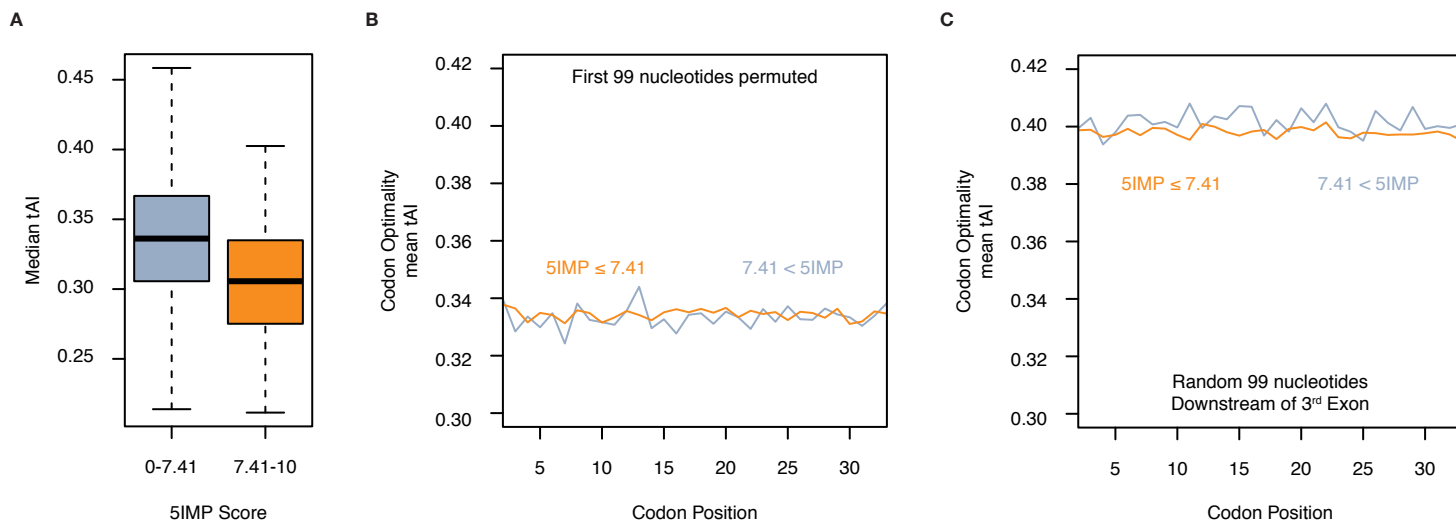 A
0.45
0.40
0.35
0.30
0.25
Median tAI
0-7.41
7.41-10
5IMP Score
B
0.42
0.40
0.38
0.36
0.34
0.32
0.30
Codon Optimality
mean tAI
First 99 nucleotides permuted
5IMP ≤ 7.41
7.41 < 5IMP
5
10
15
20
25
30
Codon Position
C
0.42
0.40
0.38
0.36
0.34
0.32
0.30
Codon Optimality
mean tAI
5IMP ≤ 7.41
7.41 < 5IMP
Random 99 nucleotides
Downstream of 3rd Exon
5
10
15
20
25
30
Codon Position